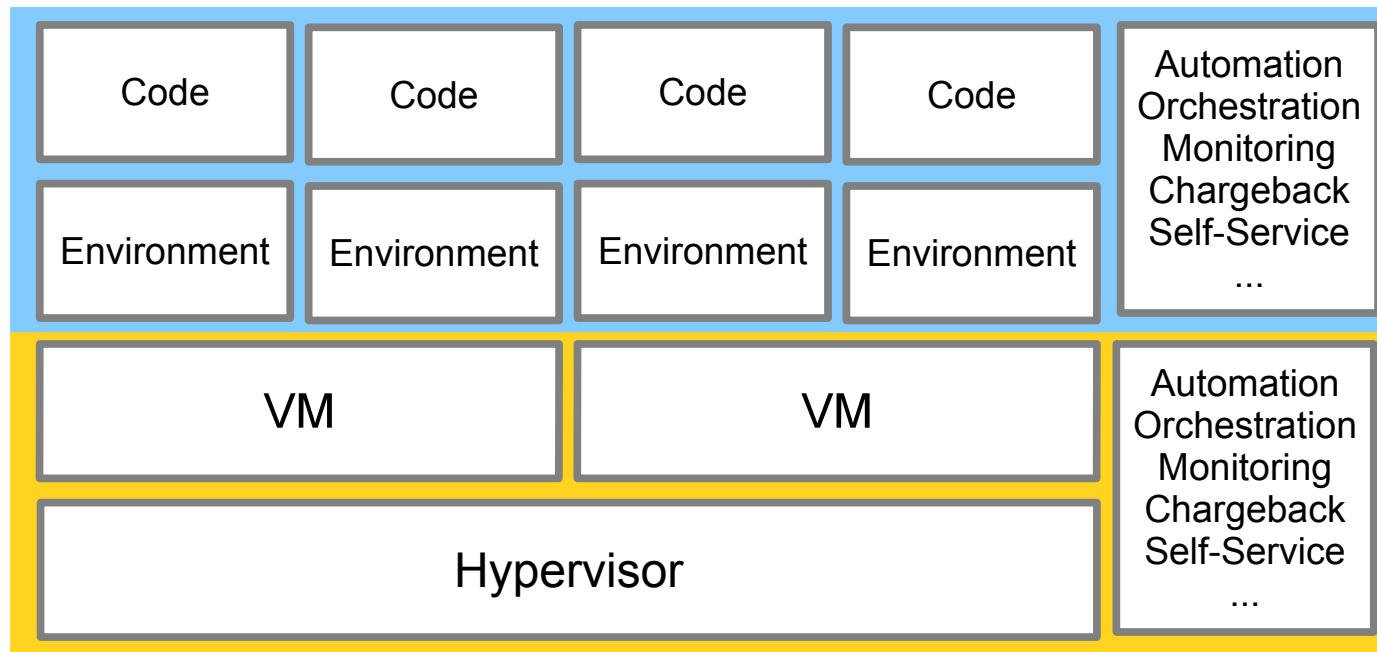 Code
Code
Code
Code
Automation
Orchestration
Monitoring
Chargeback
Self-Service
...
Environment
Environment
Environment
Environment
VM
VM
Automation
Orchestration
Monitoring
Chargeback
Self-Service
...
Hypervisor